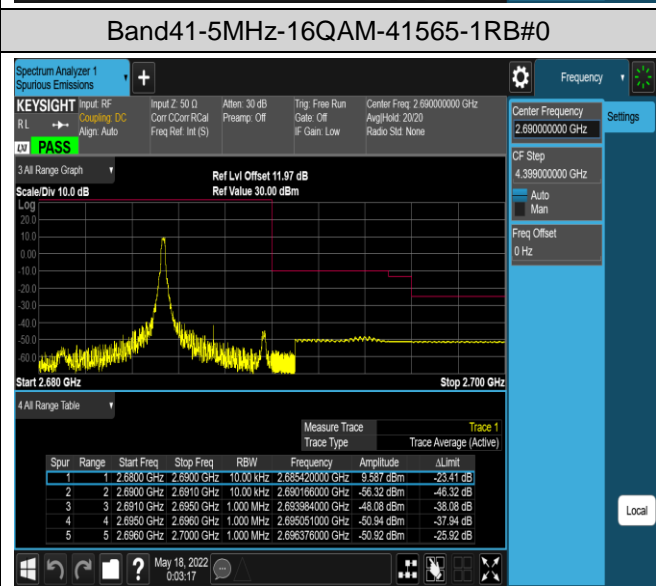 Band41-5MHz-16QAM-41565-1RB#0
Spectrum Analyzer 1
Spurious Emissions
Frequency
KEYSIGHT
RL
Input: RF
Coupling: DC
Align: Auto
Input Z: 50 Ω
Corr CCorr RCal
Freq Ref: Int (S)
Atten: 30 dB
Preamp: Off
Trig: Free Run
Gate: Off
IF Gain: Low
Center Freq: 2.690000000 GHz
Avg|Hold: 20/20
Radio Std: None
LXI PASS
Center Frequency
2.690000000 GHz
Settings
CF Step
4.399000000 GHz
Auto
Man
Freq Offset
0 Hz
3 All Range Graph
Ref Lvl Offset 11.97 dB
Scale/Div 10.0 dB
Ref Value 30.00 dBm
Log
20.0
10.0
0.00
-10.0
-20.0
-30.0
-40.0
-50.0
-60.0
Start 2.680 GHz
Stop 2.700 GHz
4 All Range Table
Measure Trace Trace 1
Trace Type Trace Average (Active)
Spur Range Start Freq Stop Freq RBW Frequency Amplitude ΔLimit
1 1 2.6800 GHz 2.6900 GHz 10.00 kHz 2.685420000 GHz 9.587 dBm -23.41 dB
2 2 2.6900 GHz 2.6910 GHz 10.00 kHz 2.690166000 GHz -56.32 dBm -46.32 dB
3 3 2.6910 GHz 2.6950 GHz 1.000 MHz 2.693984000 GHz -48.08 dBm -38.08 dB
4 4 2.6950 GHz 2.6960 GHz 1.000 MHz 2.695051000 GHz -50.94 dBm -37.94 dB
5 5 2.6960 GHz 2.7000 GHz 1.000 MHz 2.696376000 GHz -50.92 dBm -25.92 dB
Local
May 18, 2022
0:03:17